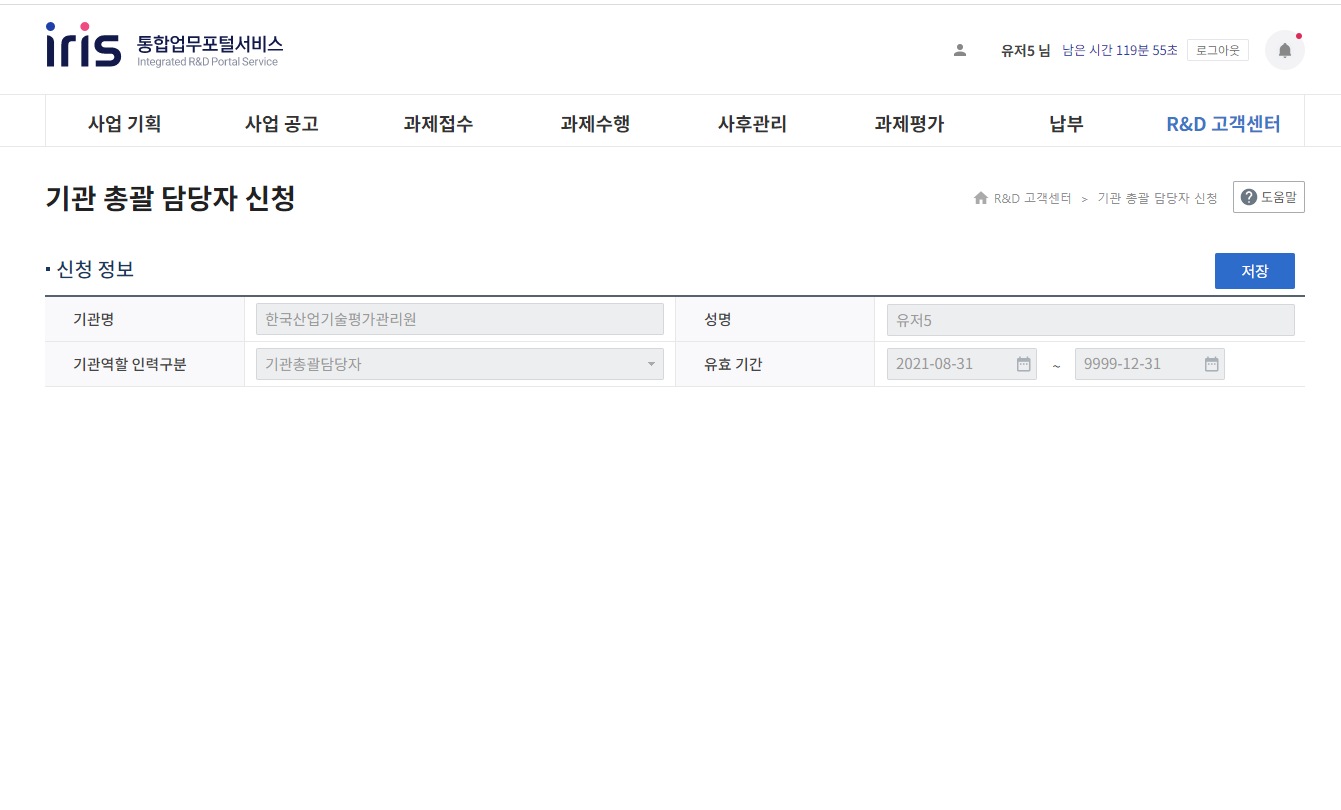 iris 통합업무포털서비스
Integrated R&D Portal Service
유저5 님 남은 시간 119분 55초 로그아웃
사업 기획 사업 공고 과제접수 과제수행 사후관리 과제평가 납부 R&D 고객센터
기관 총괄 담당자 신청
R&D 고객센터 > 기관 총괄 담당자 신청 ? 도움말
신청 정보 저장
기관명 한국산업기술평가관리원 성명 유저5
기관역할 인력구분 기관총괄담당자 유효 기간 2021-08-31 ~ 9999-12-31